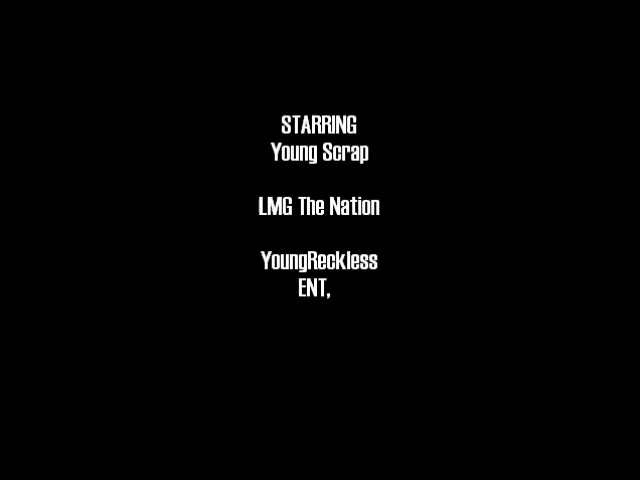 STARRING
Young Scrap
LMG The Nation
YoungReckless
ENT,